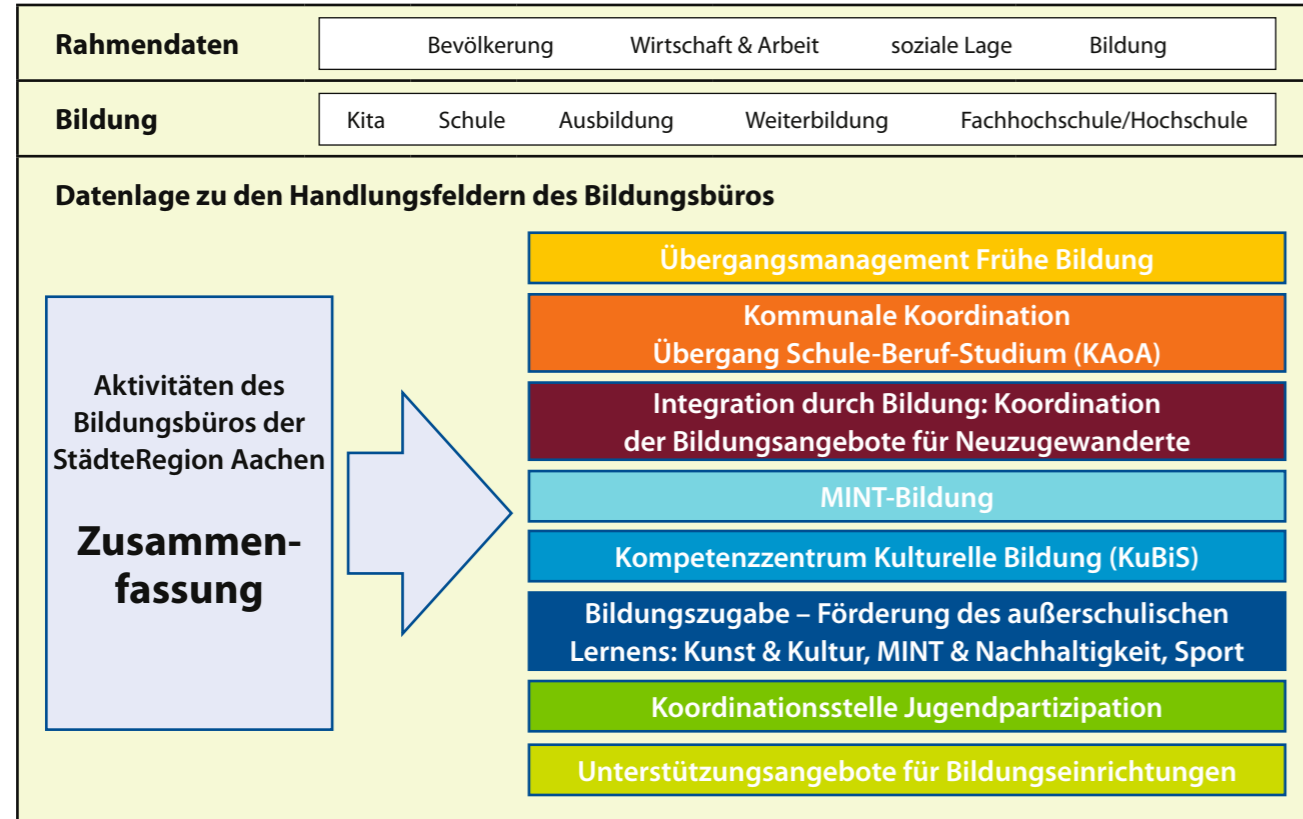 Rahmendaten Bevölkerung Wirtschaft & Arbeit soziale Lage Bildung
Bildung Kita Schule Ausbildung Weiterbildung Fachhochschule/Hochschule
Datenlage zu den Handlungsfeldern des Bildungsbüros
Aktivitäten des
Bildungsbüros der
StädteRegion Aachen
Zusammen-
fassung
Übergangsmanagement Frühe Bildung
Kommunale Koordination
Übergang Schule-Beruf-Studium (KAoA)
Integration durch Bildung: Koordination
der Bildungsangebote für Neuzugewanderte
MINT-Bildung
Kompetenzzentrum Kulturelle Bildung (KuBiS)
Bildungszugabe – Förderung des außerschulischen
Lernens: Kunst & Kultur, MINT & Nachhaltigkeit, Sport
Koordinationsstelle Jugendpartizipation
Unterstützungsangebote für Bildungseinrichtungen